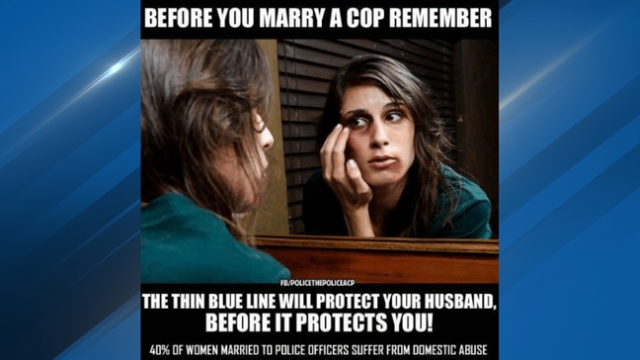 BEFORE YOU MARRY A COP REMEMBER
FB/POLICETHEPOLICEACP
THE THIN BLUE LINE WILL PROTECT YOUR HUSBAND,
BEFORE IT PROTECTS YOU!
40% OF WOMEN MARRIED TO POLICE OFFICERS SUFFER FROM DOMESTIC ABUSE